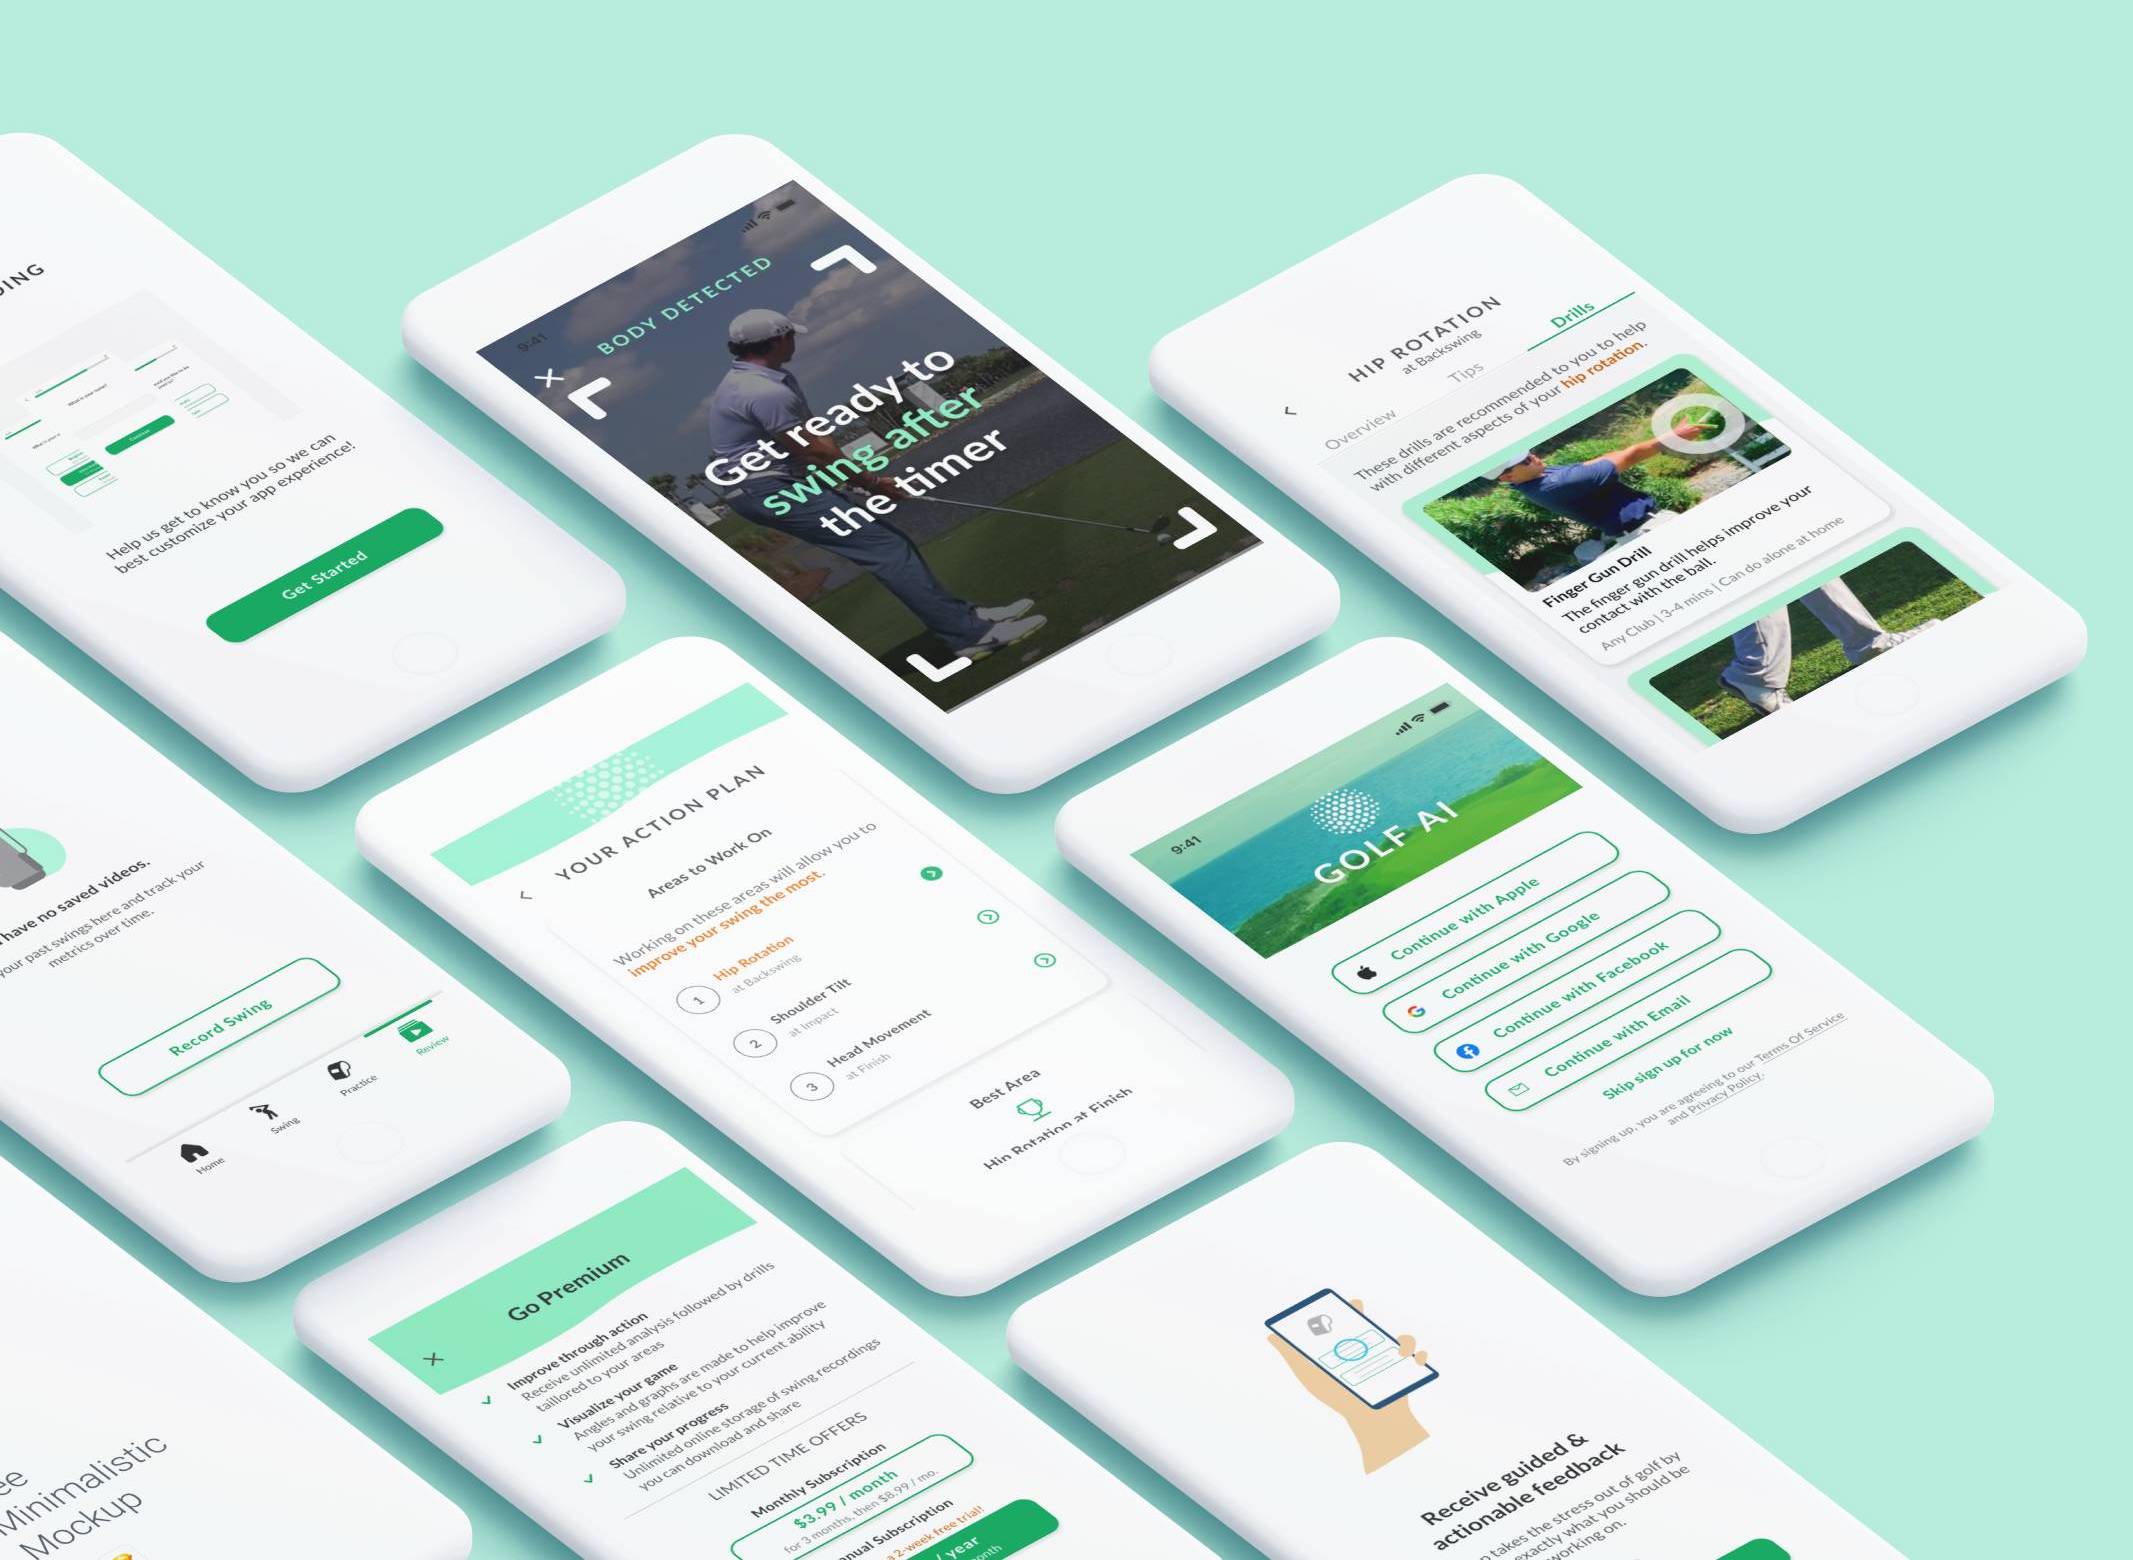 Help us get to know you so we can
best customize your app experience!
Get Started
9:41
BODY DETECTED
Get ready to
swing after
the timer
HIP ROTATION
at Backswing
Overview
Tips
Drills
These drills are recommended to you to help
with different aspects of your hip rotation.
Finger Gun Drill
The finger gun drill helps improve your
contact with the ball.
Any Club | 3-4 mins | Can do alone at home
have no saved videos.
your past swings here and track your
metrics over time.
Record Swing
Home
Swing
Practice
Review
YOUR ACTION PLAN
Areas to Work On
Working on these areas will allow you to
improve your swing the most.
1
Hip Rotation
at Backswing
2
Shoulder Tilt
at Impact
3
Head Movement
at Finish
Best Area
Hip Rotation at Finish
9:41
GOLF AI
Continue with Apple
Continue with Google
Continue with Facebook
Continue with Email
Skip sign up for now
By signing up, you are agreeing to our Terms Of Service
and Privacy Policy.
Minimalistic
Mockup
Go Premium
Improve through action
Receive unlimited analysis followed by drills
taillored to your areas
Visualize your game
Angles and graphs are made to help improve
your swing relative to your current ability
Share your progress
Unlimited online storage of swing recordings
you can download and share
LIMITED TIME OFFERS
Monthly Subscription
$3.99 / month
for 3 months, then $8.99 / mo.
Subscription
a 2-week free trial!
/ year
Receive guided &
actionable feedback
takes the stress out of golf by
exactly what you should be
working on.